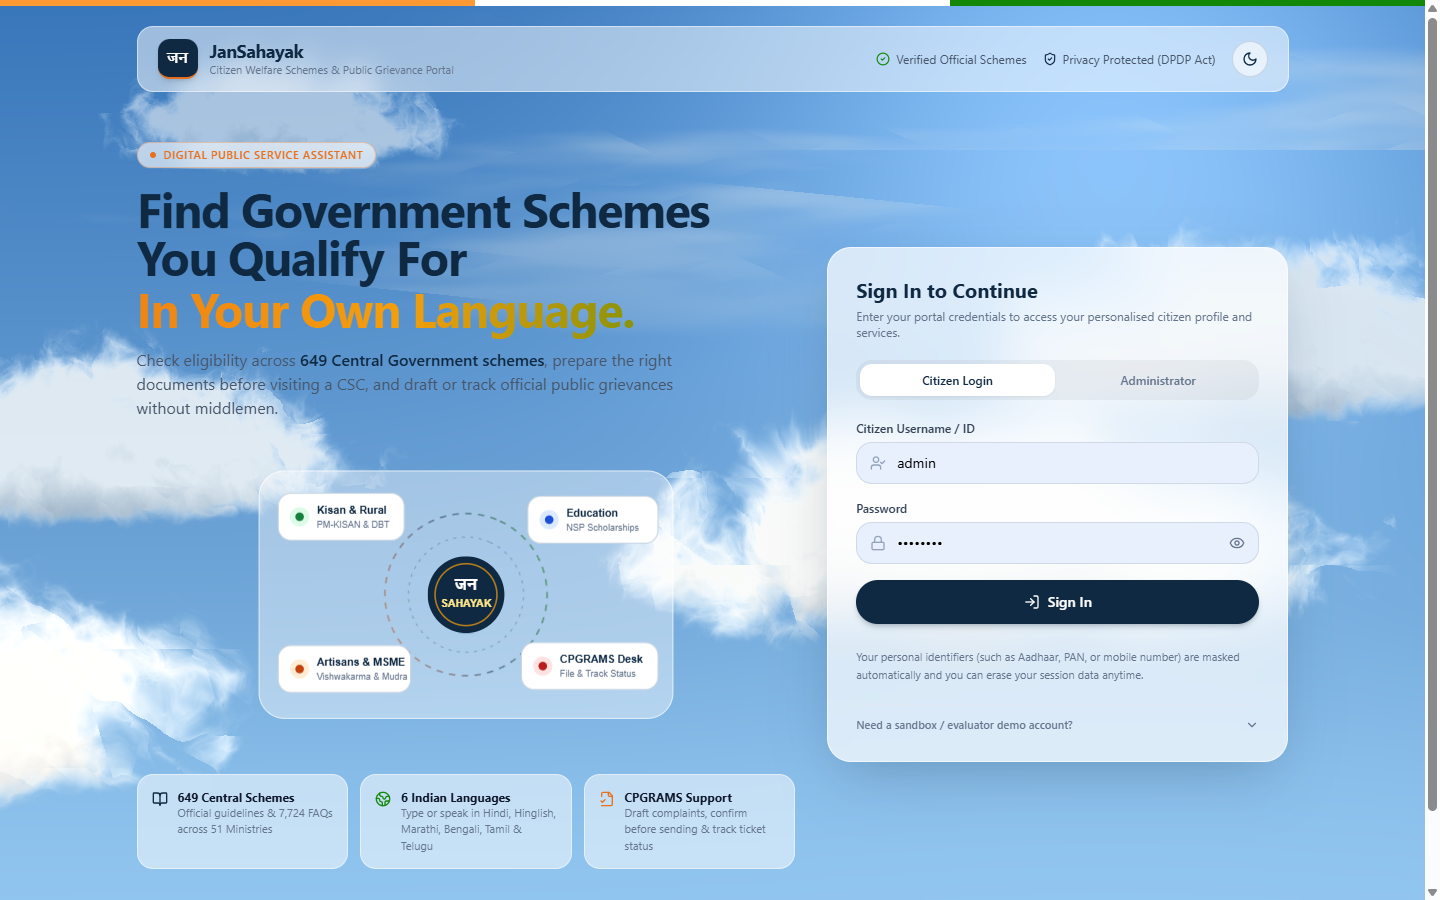 जन
JanSahayak
Citizen Welfare Schemes & Public Grievance Portal
Verified Official Schemes
Privacy Protected (DPDP Act)
DIGITAL PUBLIC SERVICE ASSISTANT
Find Government Schemes
You Qualify For
In Your Own Language.
Check eligibility across 649 Central Government schemes, prepare the right
documents before visiting a CSC, and draft or track official public grievances
without middlemen.
Kisan & Rural
PM-KISAN & DBT
Education
NSP Scholarships
जन
SAHAYAK
Artisans & MSME
Vishwakarma & Mudra
CPGRAMS Desk
File & Track Status
649 Central Schemes
Official guidelines & 7,724 FAQs
across 51 Ministries
6 Indian Languages
Type or speak in Hindi, Hinglish,
Marathi, Bengali, Tamil &
Telugu
CPGRAMS Support
Draft complaints, confirm
before sending & track ticket
status
Sign In to Continue
Enter your portal credentials to access your personalised citizen profile and
services.
Citizen Login
Administrator
Citizen Username / ID
admin
Password
••••••••
Sign In
Your personal identifiers (such as Aadhaar, PAN, or mobile number) are masked
automatically and you can erase your session data anytime.
Need a sandbox / evaluator demo account?